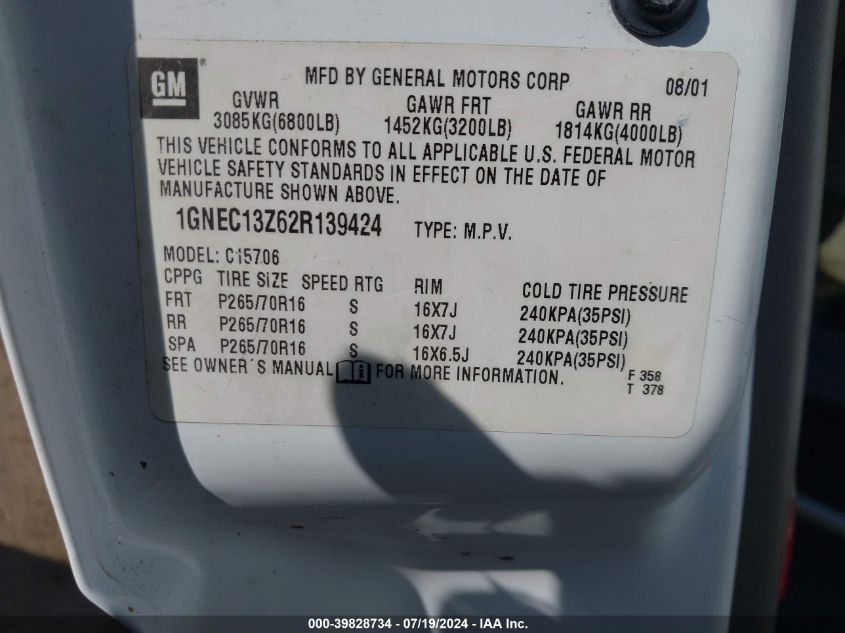 GM® MFD BY GENERAL MOTORS CORP 08/01
GVWR GAWR FRT GAWR RR
3085KG(6800LB) 1452KG(3200LB) 1814KG(4000LB)
THIS VEHICLE CONFORMS TO ALL APPLICABLE U.S. FEDERAL MOTOR
VEHICLE SAFETY STANDARDS IN EFFECT ON THE DATE OF
MANUFACTURE SHOWN ABOVE.
1GNEC13Z62R139424 TYPE: M.P.V.
MODEL: C15706
CPPG TIRE SIZE SPEED RTG RIM COLD TIRE PRESSURE
FRT P265/70R16 S 16X7J 240KPA(35PSI)
RR P265/70R16 S 16X7J 240KPA(35PSI)
SPA P265/70R16 S 16X6.5J 240KPA(35PSI)
SEE OWNER'S MANUAL i FOR MORE INFORMATION.
F 358
T 378
000-39828734 - 07/19/2024 - IAA Inc.